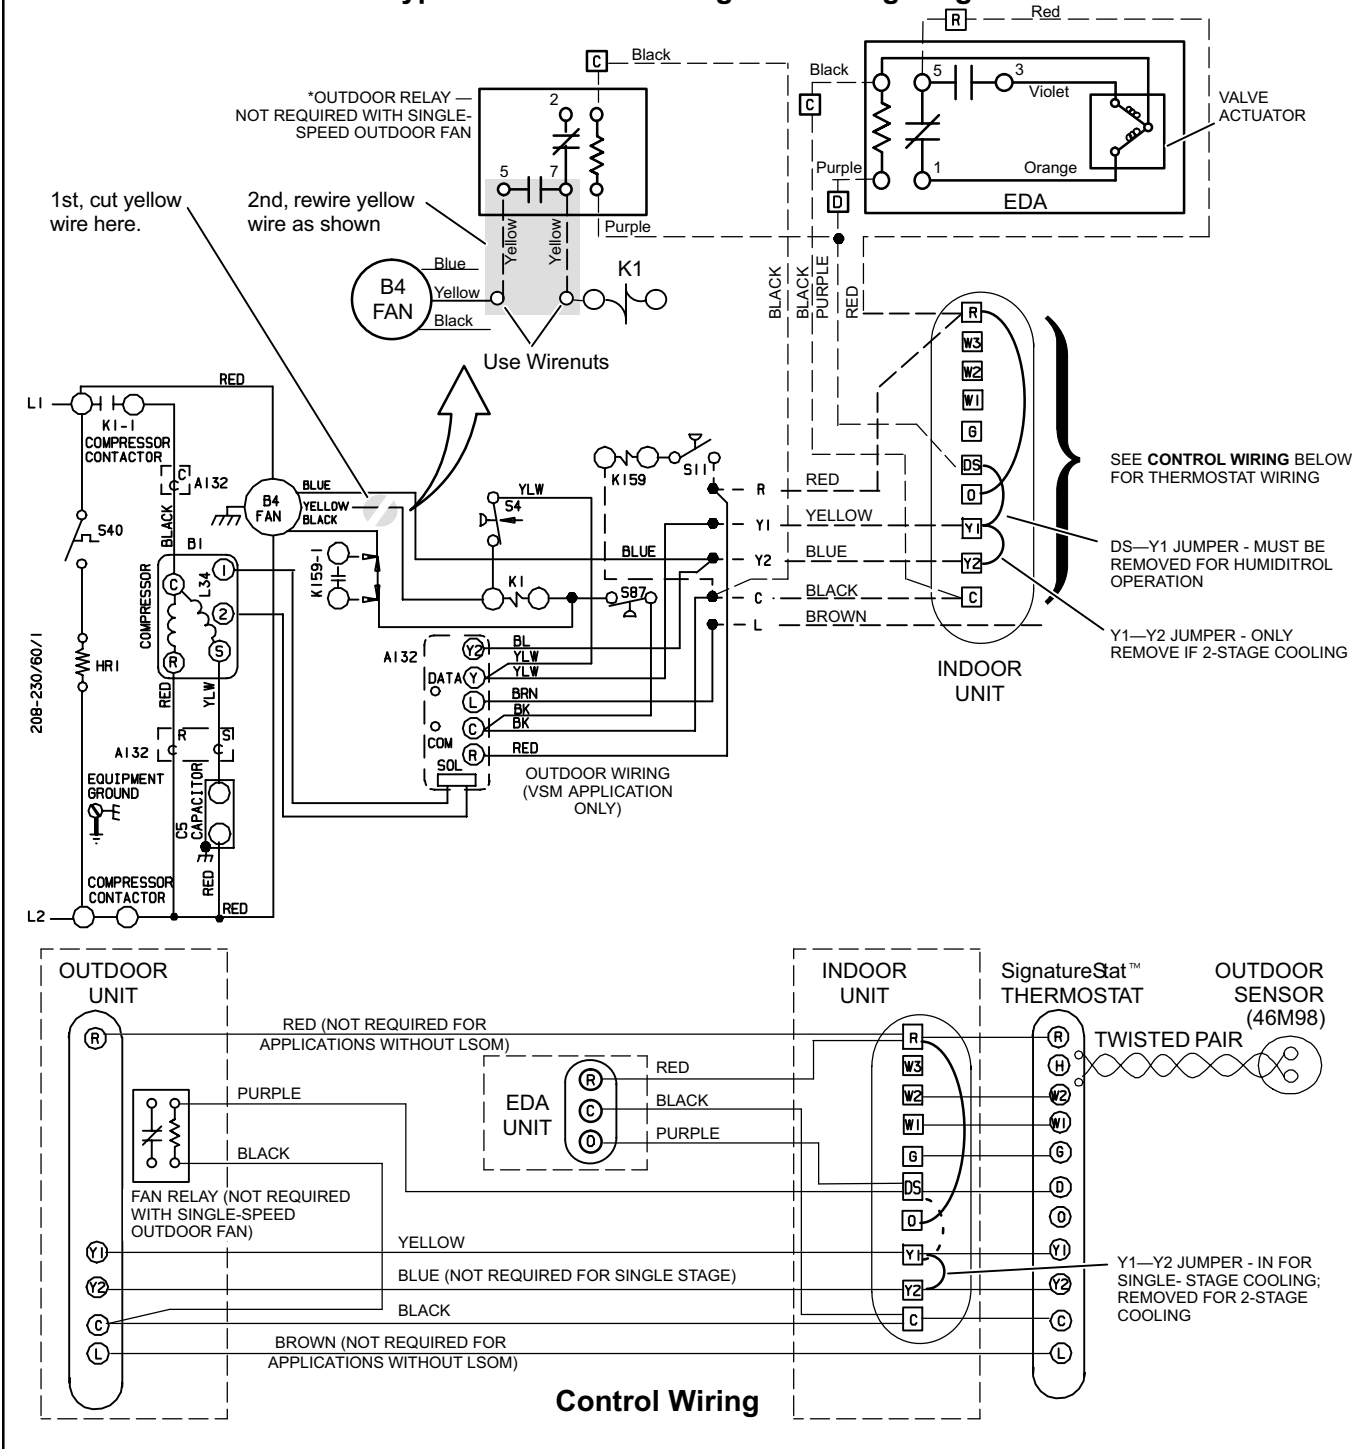 R
Red
C
Black
*OUTDOOR RELAY —
NOT REQUIRED WITH SINGLE-
SPEED OUTDOOR FAN
2
5
7
Black
C
5
3
Violet
VALVE
ACTUATOR
Purple
1
Orange
D
EDA
1st, cut yellow
wire here.
2nd, rewire yellow
wire as shown
Yellow
Yellow
Purple
Blue
B4
FAN
Yellow
Black
K1
Use Wirenuts
BLACK
BLACK
PURPLE
RED
R
W3
W2
W1
G
DS
O
Y1
Y2
C
INDOOR
UNIT
SEE CONTROL WIRING BELOW
FOR THERMOSTAT WIRING
DS—Y1 JUMPER - MUST BE
REMOVED FOR HUMIDITROL
OPERATION
Y1—Y2 JUMPER - ONLY
REMOVE IF 2-STAGE COOLING
RED
L1
K1-1
COMPRESSOR
CONTACTOR
C
C
A132
B4
FAN
BLUE
YELLOW
BLACK
BLACK
S40
B1
COMPRESSOR
C
L34
1
2
R
S
HR1
208-230/60/1
RED
YLW
R
C
S
C
A132
EQUIPMENT
GROUND
C5
CAPACITOR
RED
COMPRESSOR
CONTACTOR
L2
RED
K159-1
YLW
S4
K1
K159
S11
BLUE
S87
R
RED
Y1
YELLOW
Y2
BLUE
C
BLACK
L
BROWN
A132
Y2
BL
YLW
DATA
Y
YLW
L
BRN
BK
C
BK
COM
R
RED
SOL
OUTDOOR WIRING
(VSM APPLICATION
ONLY)
OUTDOOR
UNIT
INDOOR
UNIT
SignatureStat™
THERMOSTAT
OUTDOOR
SENSOR
(46M98)
R
RED (NOT REQUIRED FOR
APPLICATIONS WITHOUT LSOM)
R
R
TWISTED PAIR
EDA
UNIT
R
C
O
RED
BLACK
PURPLE
W3
H
PURPLE
W2
W2
W1
W1
BLACK
G
G
FAN RELAY (NOT REQUIRED
WITH SINGLE-SPEED
OUTDOOR FAN)
DS
D
O
O
Y1
YELLOW
Y1
Y1
Y2
BLUE (NOT REQUIRED FOR SINGLE STAGE)
Y2
Y2
C
BLACK
C
C
L
BROWN (NOT REQUIRED FOR
APPLICATIONS WITHOUT LSOM)
L
Y1—Y2 JUMPER - IN FOR
SINGLE- STAGE COOLING;
REMOVED FOR 2-STAGE
COOLING
Control Wiring